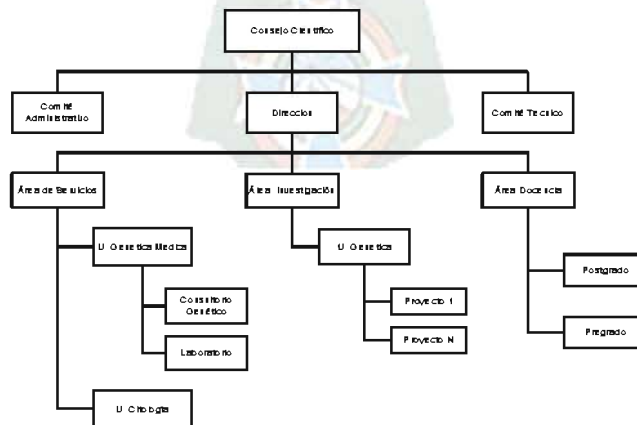 Consejo Científico
Comité
Administrativo
Dirección
Comité Técnico
Área de Servicios
Área Investigación
Área Docencia
U Genética Médica
U Genética
Postgrado
Consultorio
Genético
Proyecto 1
Laboratorio
Proyecto N
Pregrado
U Citología